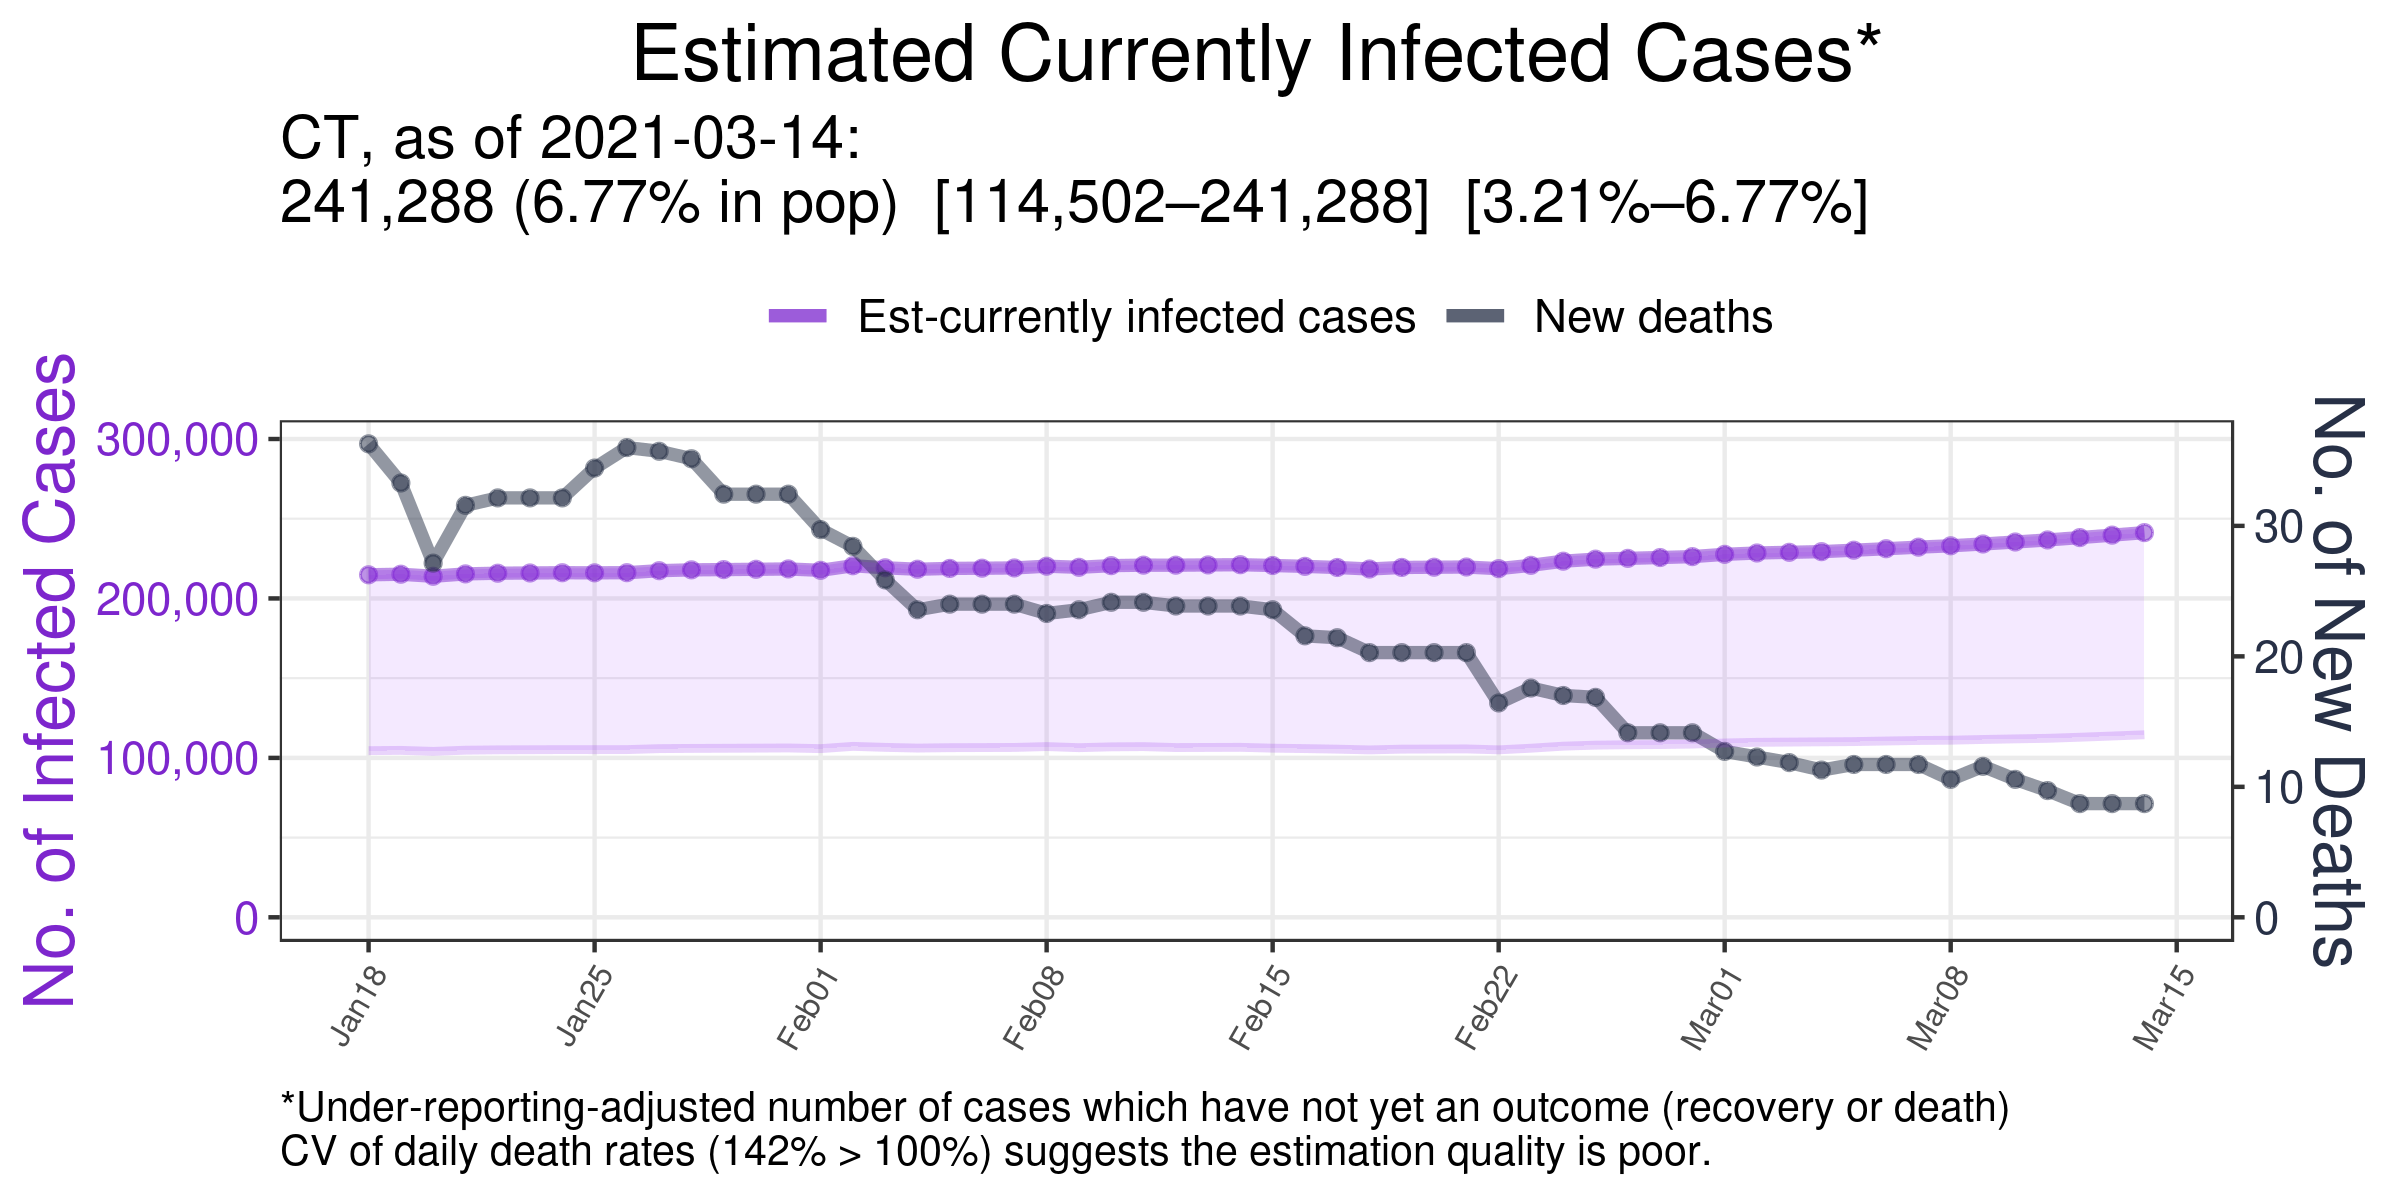 Estimated Currently Infected Cases*
CT, as of 2021-03-14:
241,288 (6.77% in pop)  [114,502–241,288]  [3.21%–6.77%]
Est-currently infected cases
New deaths
No. of Infected Cases
300,000
200,000
100,000
0
No. of New Deaths
30
20
10
0
Jan18
Jan25
Feb01
Feb08
Feb15
Feb22
Mar01
Mar08
Mar15
*Under-reporting-adjusted number of cases which have not yet an outcome (recovery or death)
CV of daily death rates (142% > 100%) suggests the estimation quality is poor.